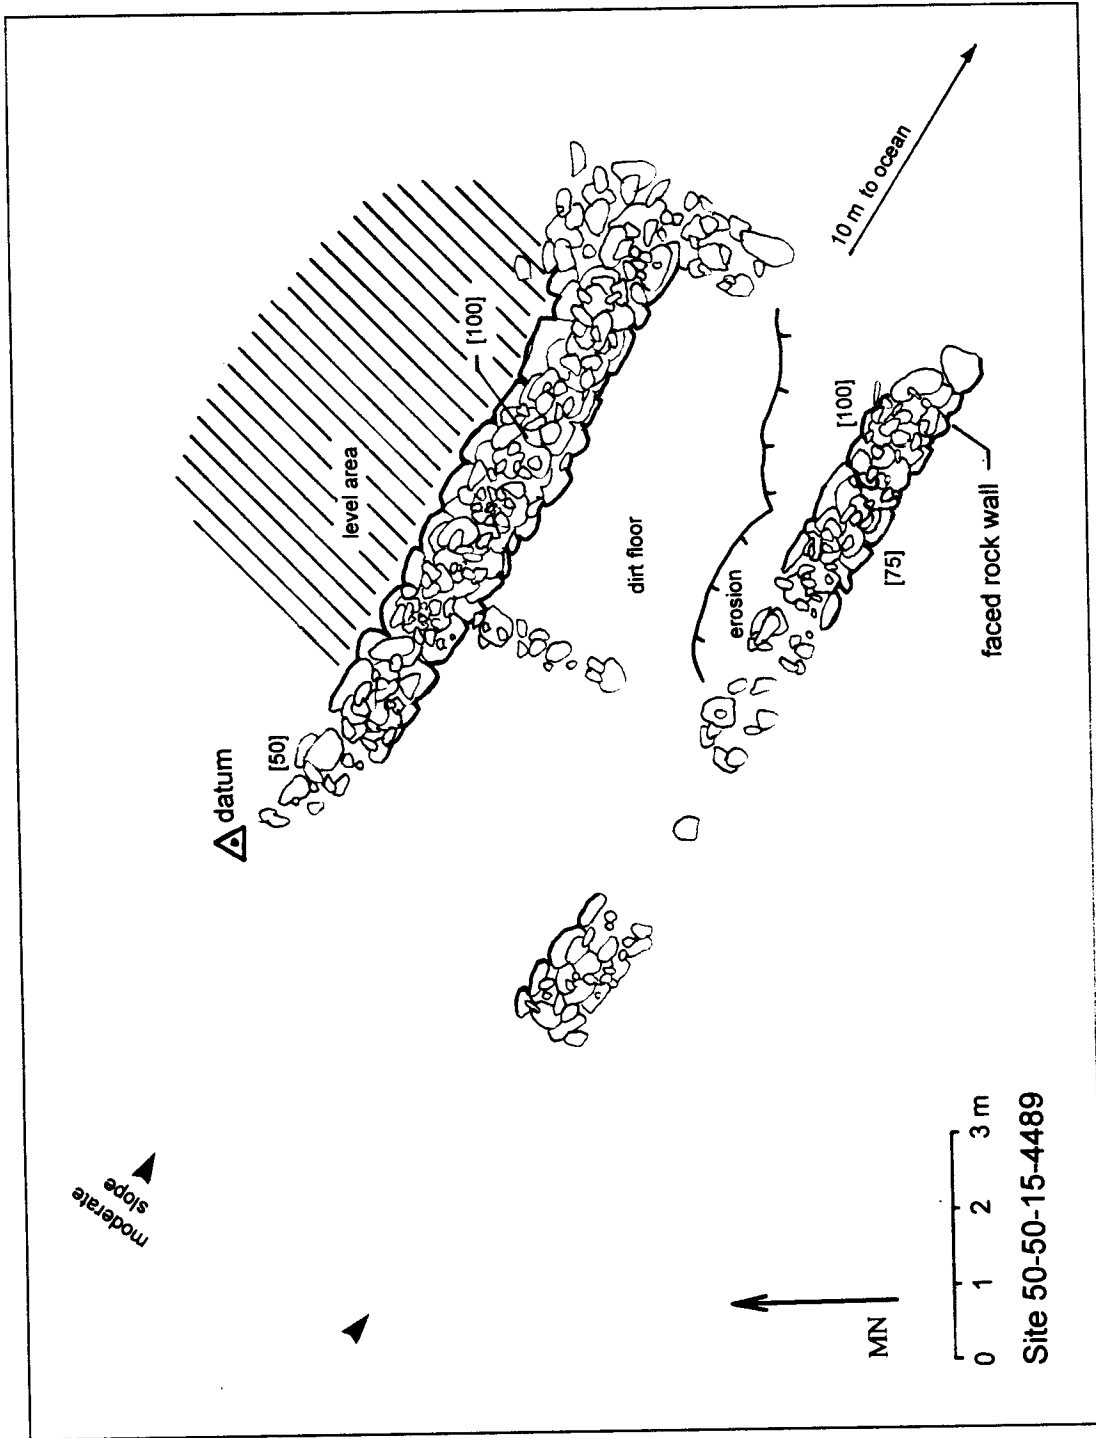 moderate
slope
datum
[50]
level area
[100]
10 m to ocean
dirt floor
erosion
[100]
[75]
faced rock wall
MN
0 1 2 3 m
Site 50-50-15-4489